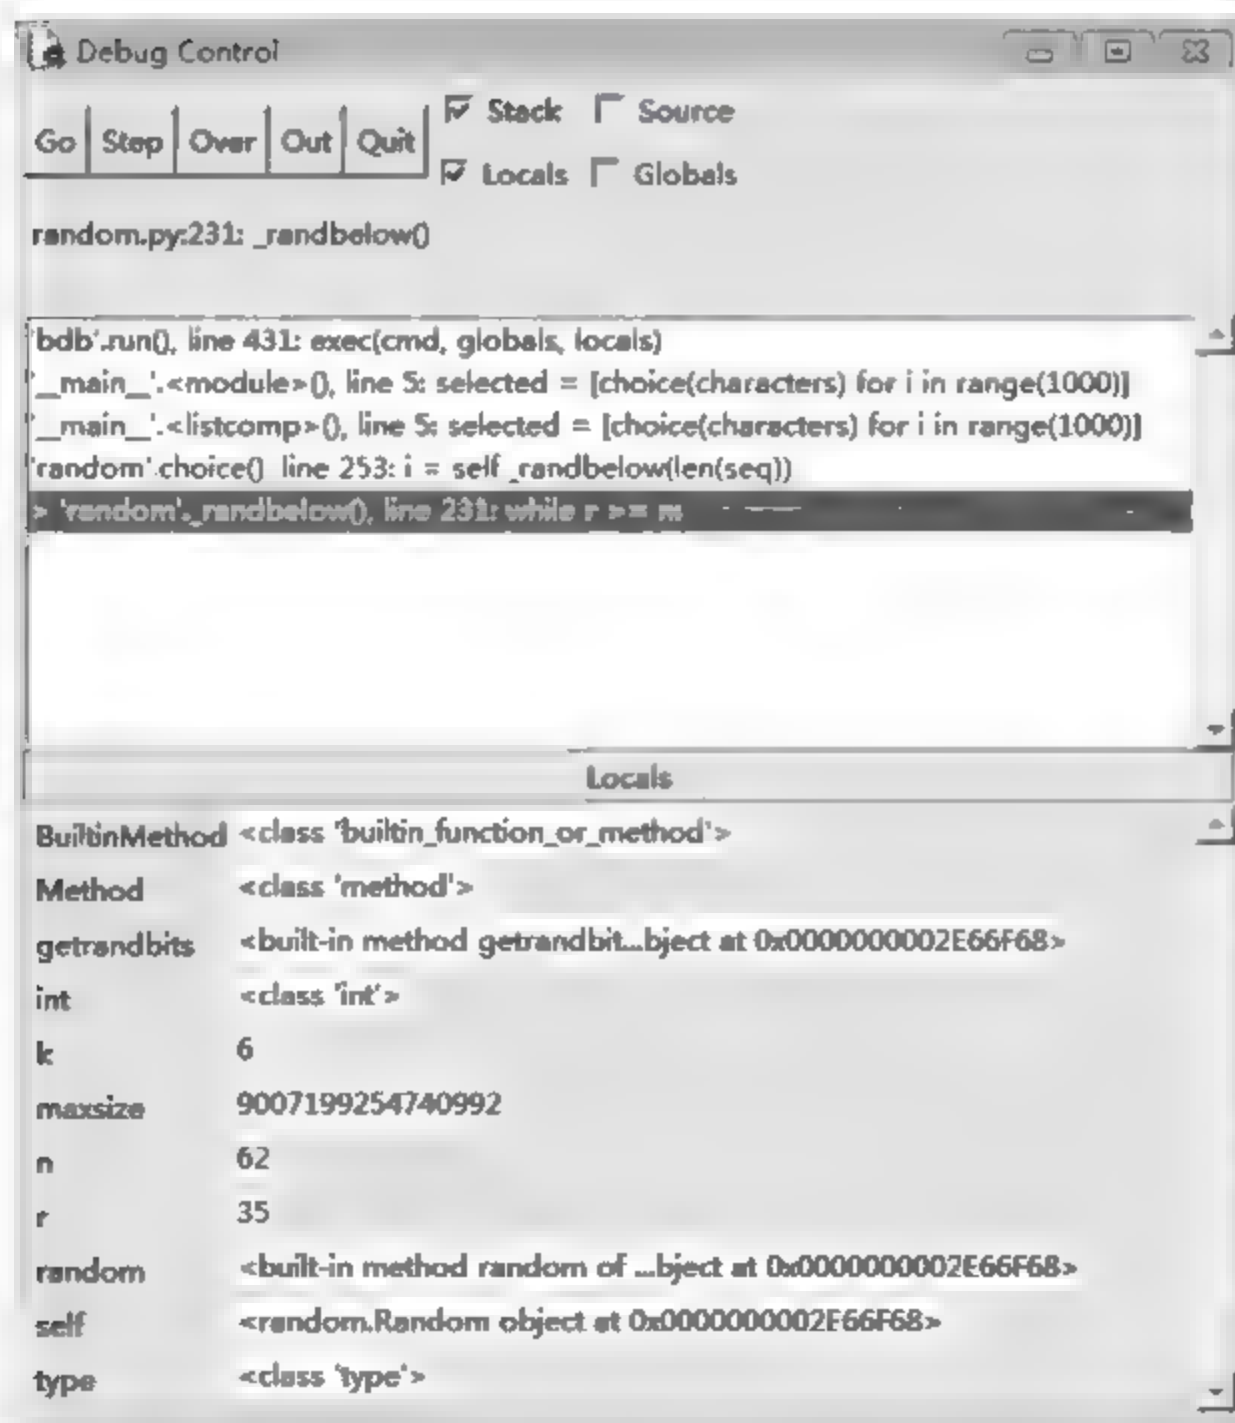 Debug Control
Go Step Over Out Quit
Stack Source
Locals Globals
random.py:231: _randbelow()
'bdb'.run(), line 431: exec(cmd, globals, locals)
'__main__'.<module>(), line 5: selected = [choice(characters) for i in range(1000)]
'__main__'.<listcomp>(), line 5: selected = [choice(characters) for i in range(1000)]
'random'.choice() line 253: i = self _randbelow(len(seq))
> 'random'._randbelow(), line 231: while r >= m
Locals
BuiltinMethod <class 'builtin_function_or_method'>
Method <class 'method'>
getrandbits <built-in method getrandbit...bject at 0x0000000002E66F68>
int <class 'int'>
k 6
maxsize 9007199254740992
n 62
r 35
random <built-in method random of ...bject at 0x0000000002E66F68>
self <random.Random object at 0x0000000002E66F68>
type <class 'type'>